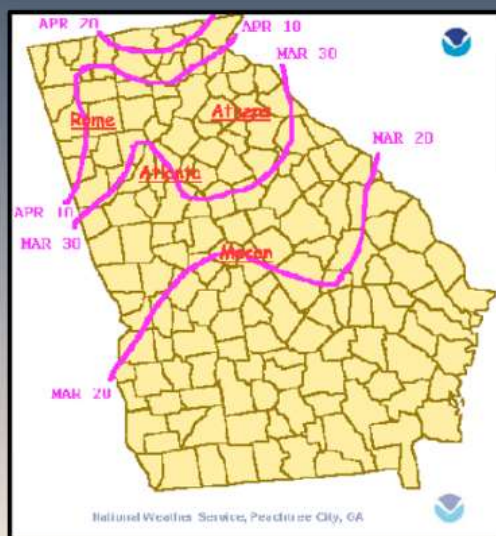 APR 20
APR 10
MAR 30
Athens
Rome
MAR 20
Atlanta
APR 10
MAR 30
Macon
MAR 20
National Weather Service, Peachtree City, GA